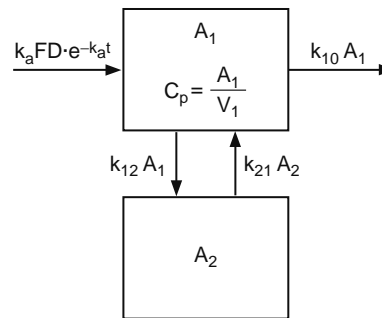 A₁
kₐFD·e⁻ᵏₐᵗ
k₁₀ A₁
Cₚ = A₁
V₁
k₁₂ A₁
k₂₁ A₂
A₂